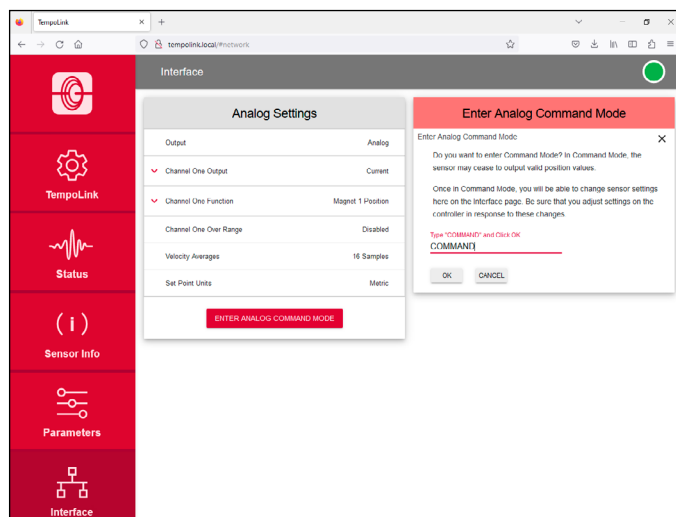 TempoLink
tempolink.local/#network
Interface
TempoLink
Status
Sensor Info
Parameters
Interface
Analog Settings
Output Analog
Channel One Output Current
Channel One Function Magnet 1 Position
Channel One Over Range Disabled
Velocity Averages 16 Samples
Set Point Units Metric
ENTER ANALOG COMMAND MODE
Enter Analog Command Mode
Enter Analog Command Mode
Do you want to enter Command Mode? In Command Mode, the
sensor may cease to output valid position values.
Once in Command Mode, you will be able to change sensor settings
here on the Interface page. Be sure that you adjust settings on the
controller in response to these changes
Type "COMMAND" and Click OK
COMMAND
OK CANCEL